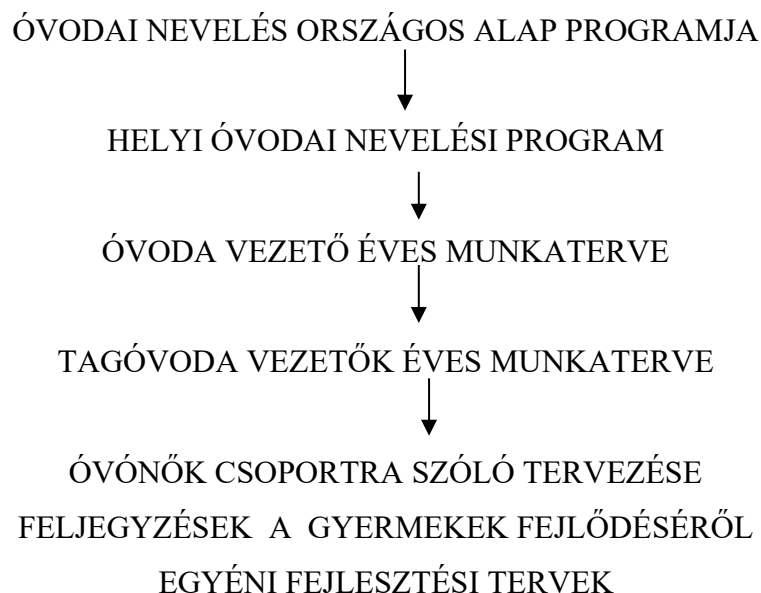 ÓVODAI NEVELÉS ORSZÁGOS ALAP PROGRAMJA
HELYI ÓVODAI NEVELÉSI PROGRAM
ÓVODA VEZETŐ ÉVES MUNKATERVE
TAGÓVODA VEZETŐK ÉVES MUNKATERVE
ÓVÓNŐK CSOPORTRA SZÓLÓ TERVEZÉSE
FELJEGYZÉSEK A GYERMEKEK FEJLŐDÉSÉRŐL
EGYÉNI FEJLESZTÉSI TERVEK